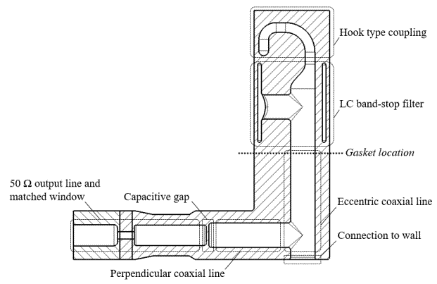 Hook type coupling
LC band-stop filter
Gasket location
50 Ω output line and
matched window
Capacitive gap
Eccentric coaxial line
Connection to wall
Perpendicular coaxial line